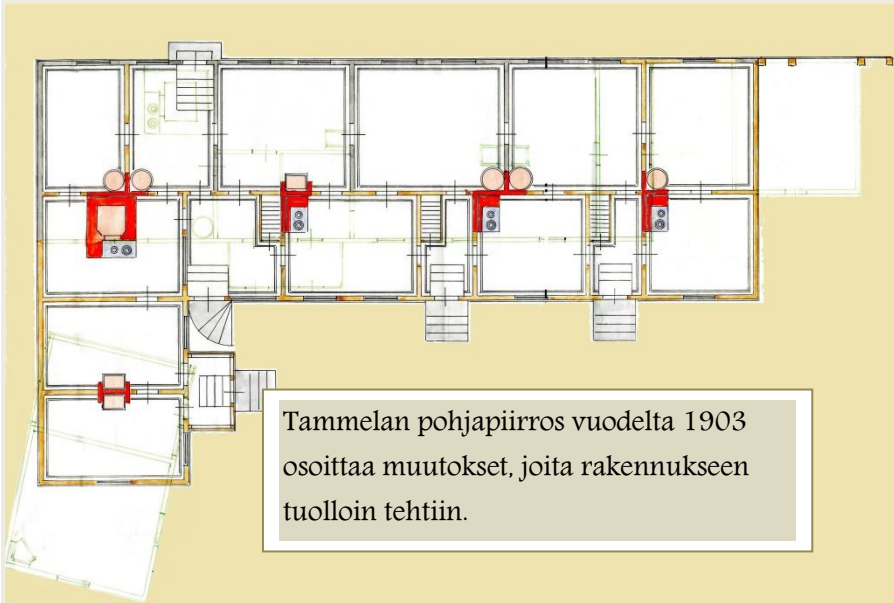 Tammelan pohjapiirros vuodelta 1903
osoittaa muutokset, joita rakennukseen
tuolloin tehtiin.